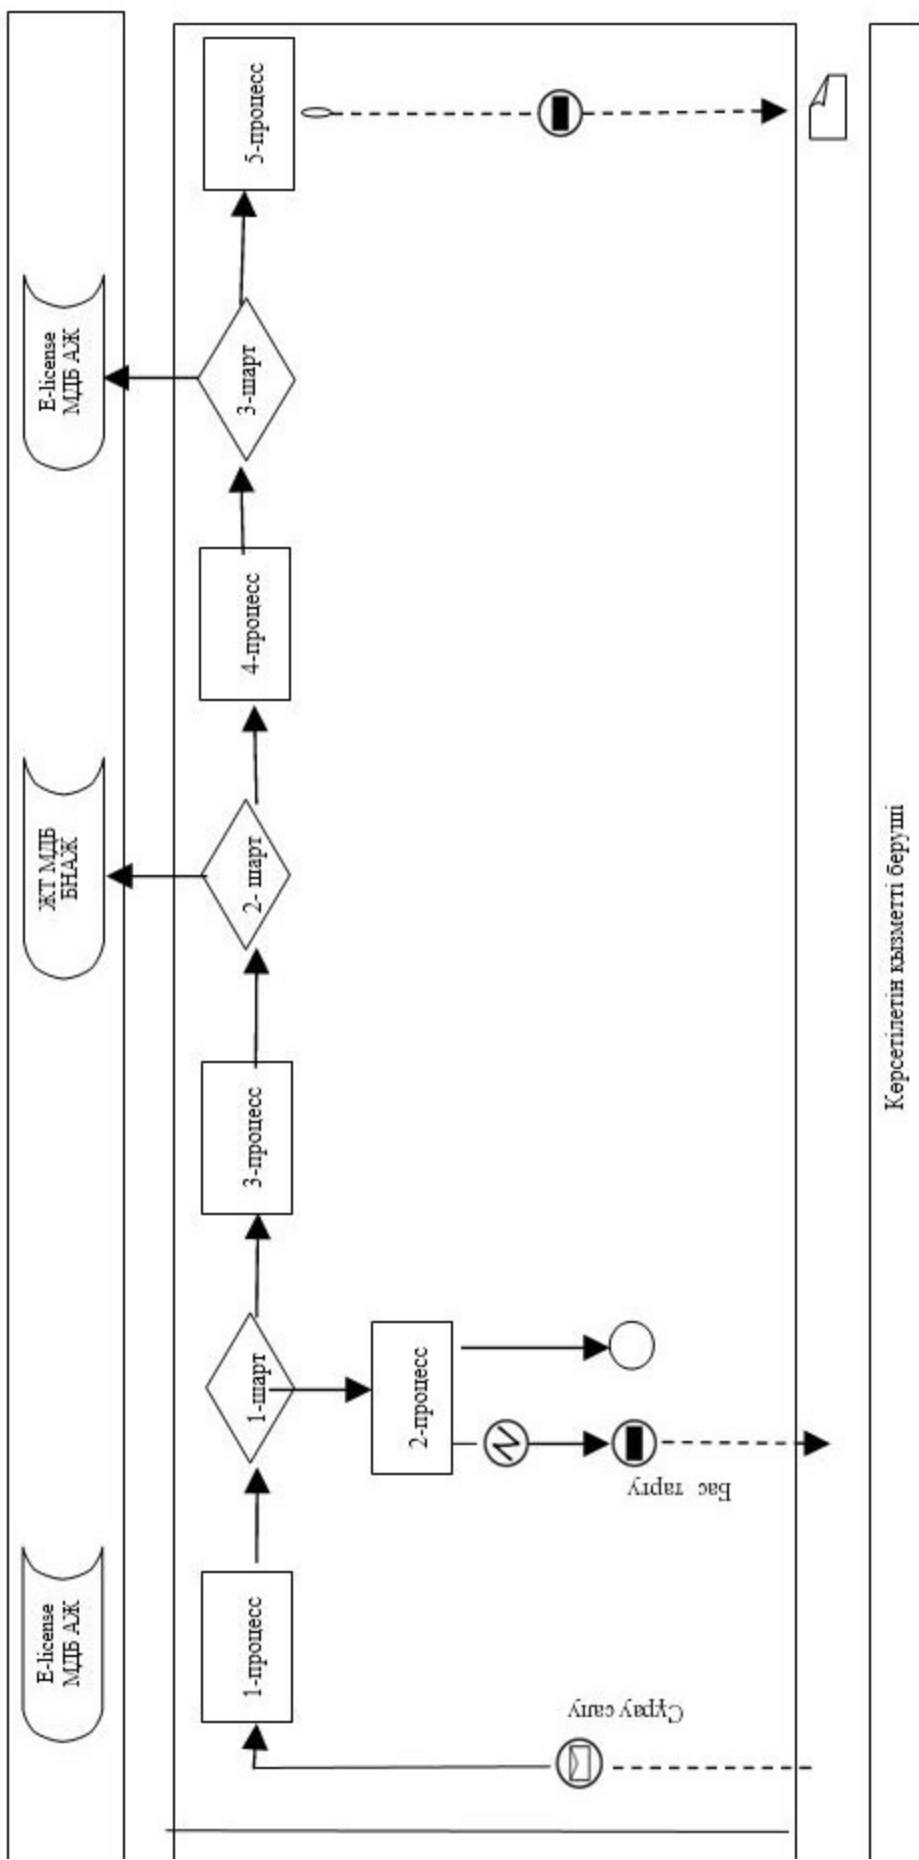 E-license
МДБ АЖ
ЖТ МДБ
БНАЖ
E-license
МДБ АЖ
1-процесс
1-шарт
3-процесс
2- шарт
4-процесс
3-шарт
5-процесс
2-процесс
Сұрау салу
Бас тарту
Көрсетілетін қызметті беруші